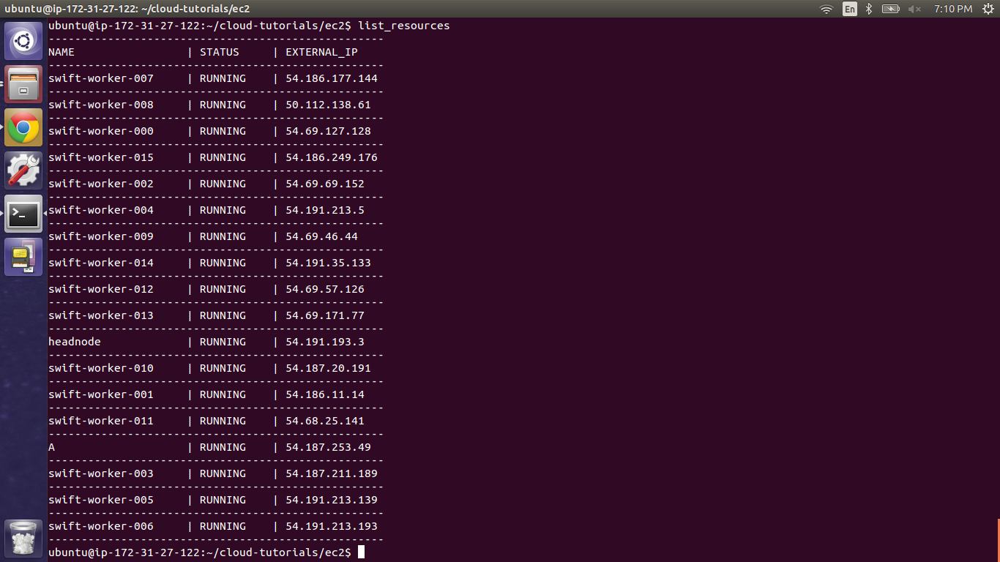 ubuntu@ip-172-31-27-122: ~/cloud-tutorials/ec2 En 7:10 PM
ubuntu@ip-172-31-27-122:~/cloud-tutorials/ec2$ list_resources
---------------------------------------------------
NAME                 | STATUS     | EXTERNAL_IP
---------------------------------------------------
swift-worker-007     | RUNNING    | 54.186.177.144
---------------------------------------------------
swift-worker-008     | RUNNING    | 50.112.138.61
---------------------------------------------------
swift-worker-000     | RUNNING    | 54.69.127.128
---------------------------------------------------
swift-worker-015     | RUNNING    | 54.186.249.176
---------------------------------------------------
swift-worker-002     | RUNNING    | 54.69.69.152
---------------------------------------------------
swift-worker-004     | RUNNING    | 54.191.213.5
---------------------------------------------------
swift-worker-009     | RUNNING    | 54.69.46.44
---------------------------------------------------
swift-worker-014     | RUNNING    | 54.191.35.133
---------------------------------------------------
swift-worker-012     | RUNNING    | 54.69.57.126
---------------------------------------------------
swift-worker-013     | RUNNING    | 54.69.171.77
---------------------------------------------------
headnode             | RUNNING    | 54.191.193.3
---------------------------------------------------
swift-worker-010     | RUNNING    | 54.187.20.191
---------------------------------------------------
swift-worker-001     | RUNNING    | 54.186.11.14
---------------------------------------------------
swift-worker-011     | RUNNING    | 54.68.25.141
---------------------------------------------------
A                    | RUNNING    | 54.187.253.49
---------------------------------------------------
swift-worker-003     | RUNNING    | 54.187.211.189
---------------------------------------------------
swift-worker-005     | RUNNING    | 54.191.213.139
---------------------------------------------------
swift-worker-006     | RUNNING    | 54.191.213.193
---------------------------------------------------
ubuntu@ip-172-31-27-122:~/cloud-tutorials/ec2$